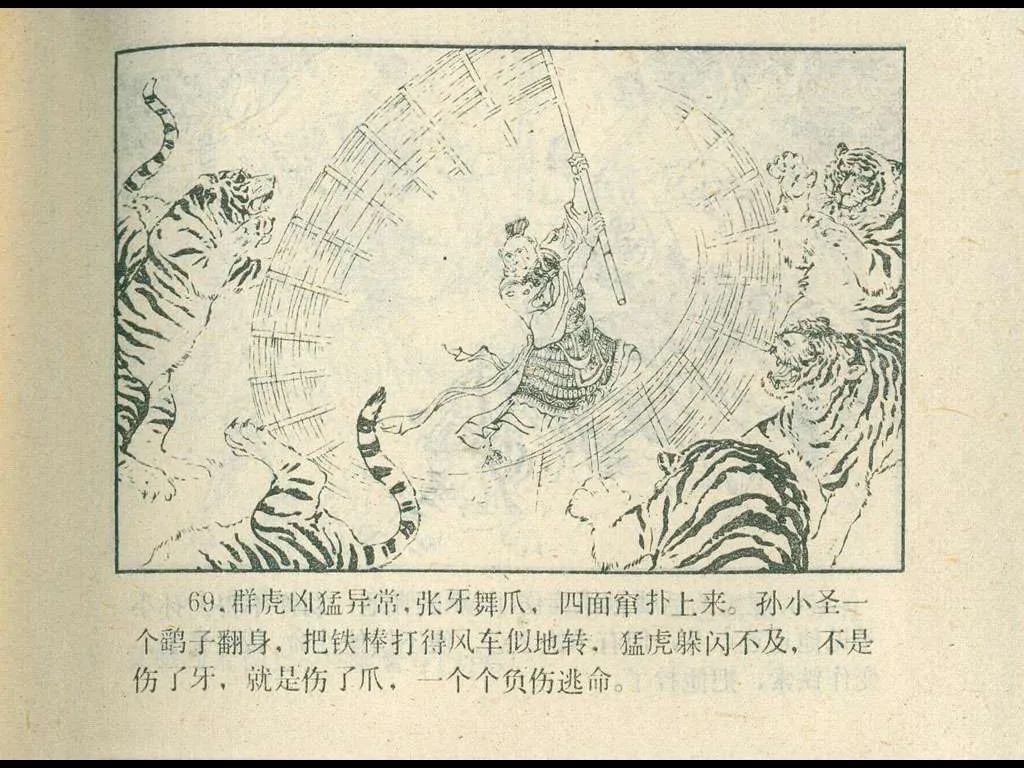 69.群虎凶猛异常,张牙舞爪,四面窜扑上来。孙小圣一
个鹞子翻身,把铁棒打得风车似地转,猛虎躲闪不及,不是
伤了牙,就是伤了爪,一个个负伤逃命。